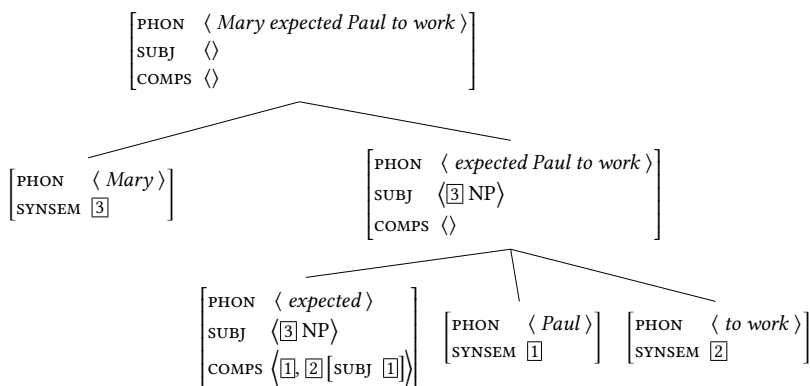 PHON ⟨ Mary expected Paul to work ⟩
SUBJ ⟨⟩
COMPS ⟨⟩
PHON ⟨ Mary ⟩
SYNSEM 3
PHON ⟨ expected Paul to work ⟩
SUBJ ⟨3 NP⟩
COMPS ⟨⟩
PHON ⟨ expected ⟩
SUBJ ⟨3 NP⟩
COMPS ⟨1, 2 [SUBJ 1]⟩
PHON ⟨ Paul ⟩
SYNSEM 1
PHON ⟨ to work ⟩
SYNSEM 2